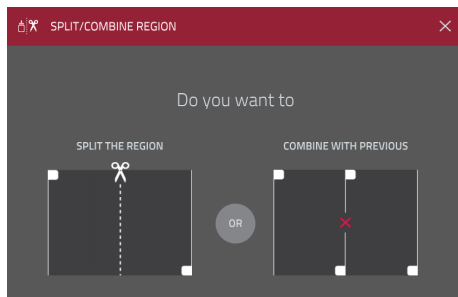 SPLIT/COMBINE REGION
Do you want to
SPLIT THE REGION
COMBINE WITH PREVIOUS
OR